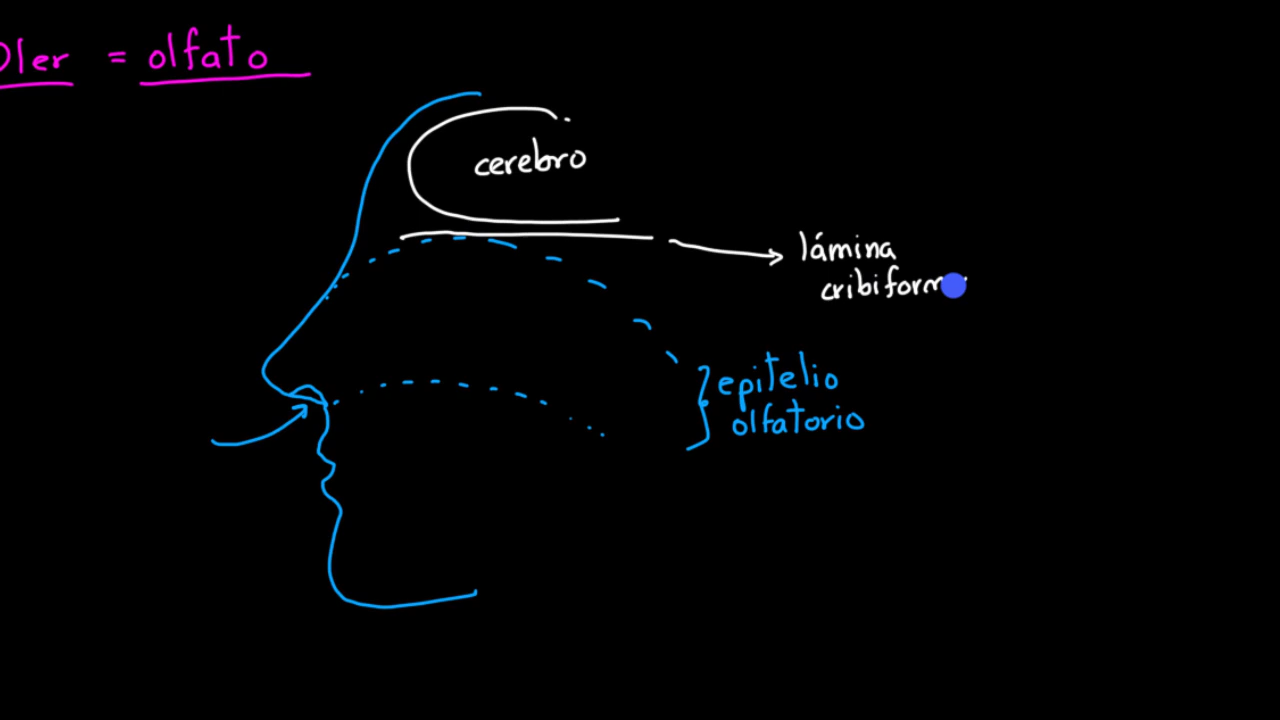 Oler = olfato
cerebro
lámina
cribiform
epitelio
olfatorio